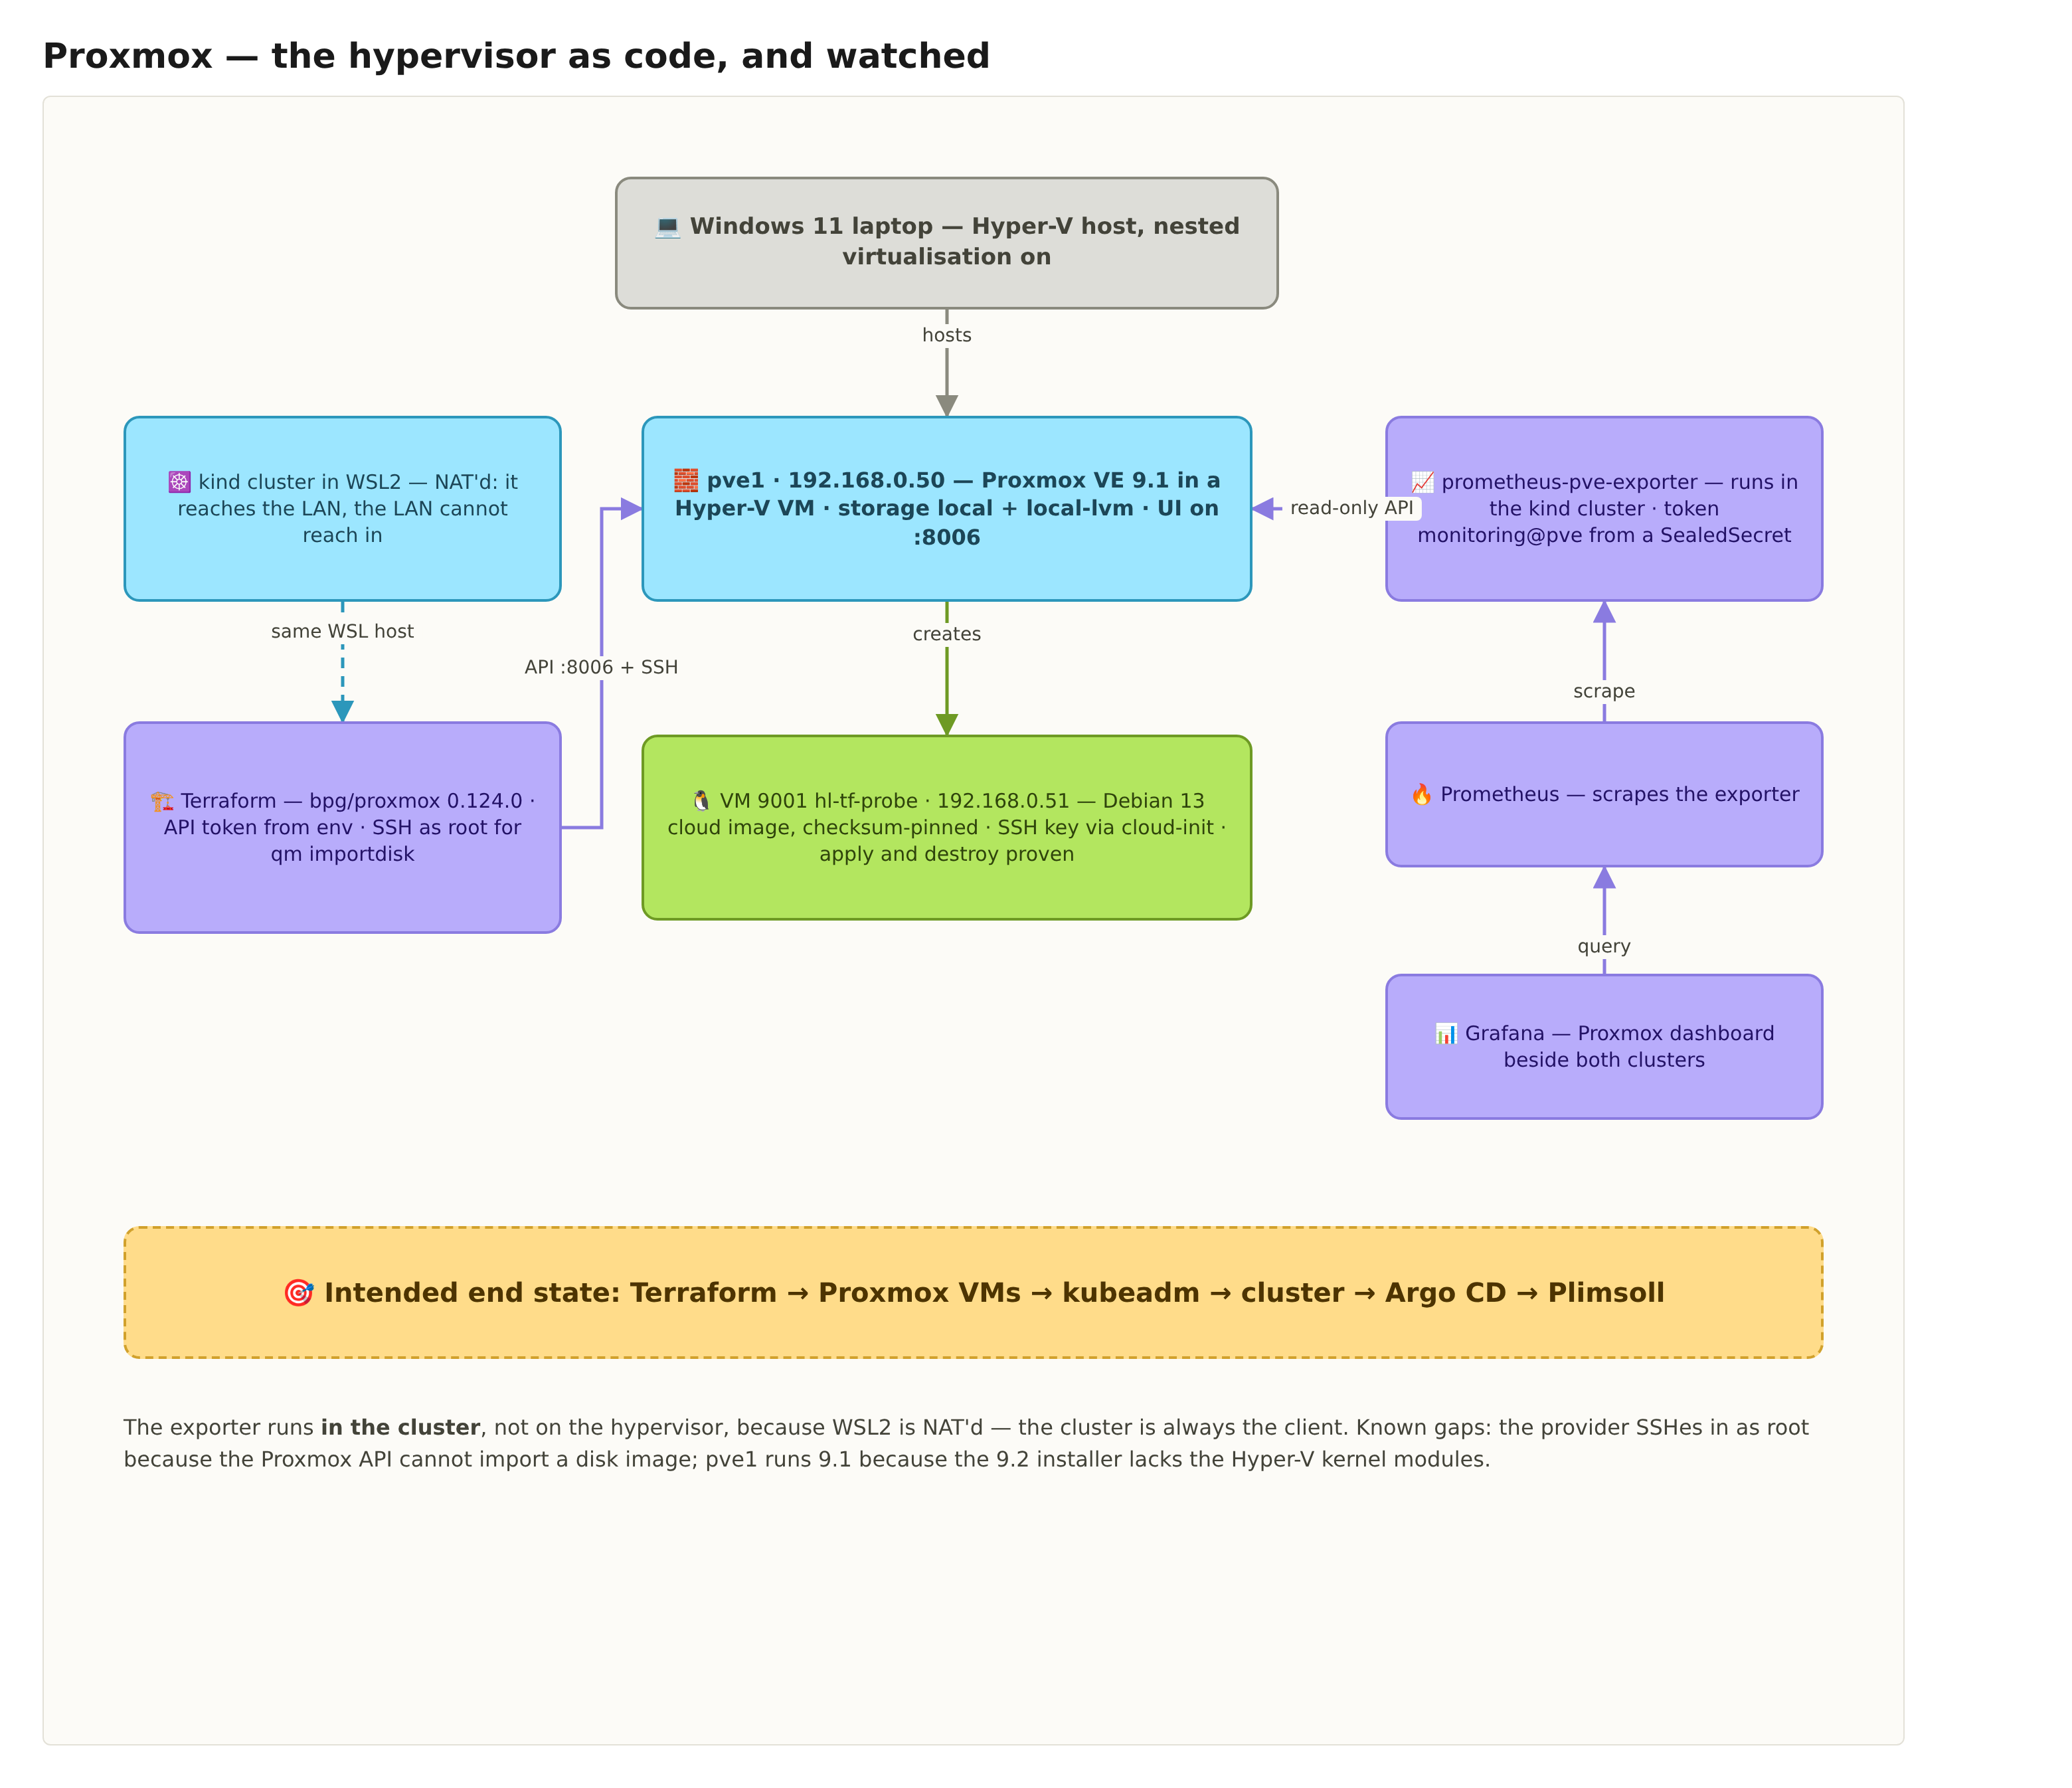 Proxmox — the hypervisor as code, and watched
💻 Windows 11 laptop — Hyper-V host, nested
virtualisation on
hosts
☸️ kind cluster in WSL2 — NAT'd: it
reaches the LAN, the LAN cannot
reach in
🧱 pve1 · 192.168.0.50 — Proxmox VE 9.1 in a
Hyper-V VM · storage local + local-lvm · UI on
:8006
read-only API
📈 prometheus-pve-exporter — runs in
the kind cluster · token
monitoring@pve from a SealedSecret
same WSL host
API :8006 + SSH
creates
scrape
🏗️ Terraform — bpg/proxmox 0.124.0 ·
API token from env · SSH as root for
qm importdisk
🐧 VM 9001 hl-tf-probe · 192.168.0.51 — Debian 13
cloud image, checksum-pinned · SSH key via cloud-init ·
apply and destroy proven
🔥 Prometheus — scrapes the exporter
query
📊 Grafana — Proxmox dashboard
beside both clusters
🎯 Intended end state: Terraform → Proxmox VMs → kubeadm → cluster → Argo CD → Plimsoll
The exporter runs in the cluster, not on the hypervisor, because WSL2 is NAT'd — the cluster is always the client. Known gaps: the provider SSHes in as root
because the Proxmox API cannot import a disk image; pve1 runs 9.1 because the 9.2 installer lacks the Hyper-V kernel modules.